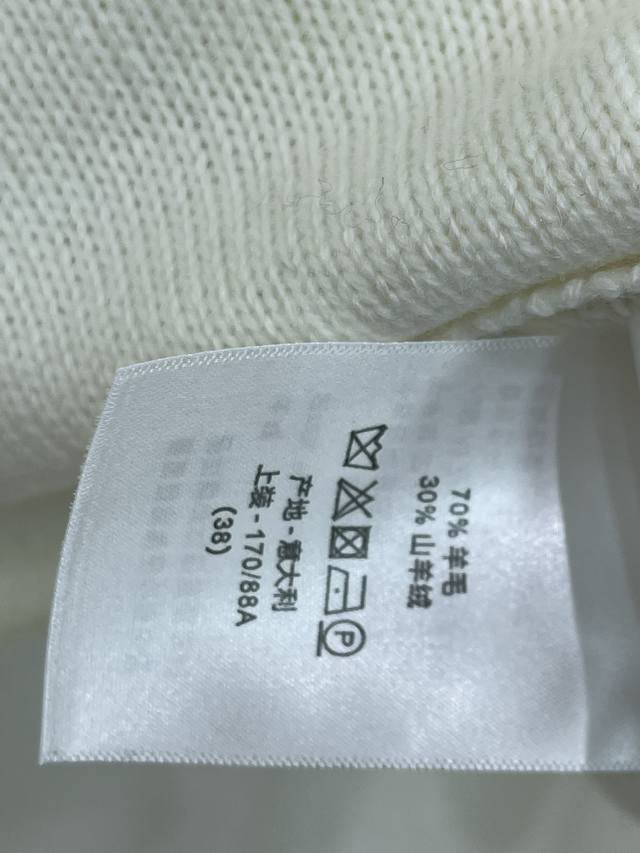 70% 羊毛
30% 山羊绒
P
产地 - 意大利
上装 - 170/88A
(38)